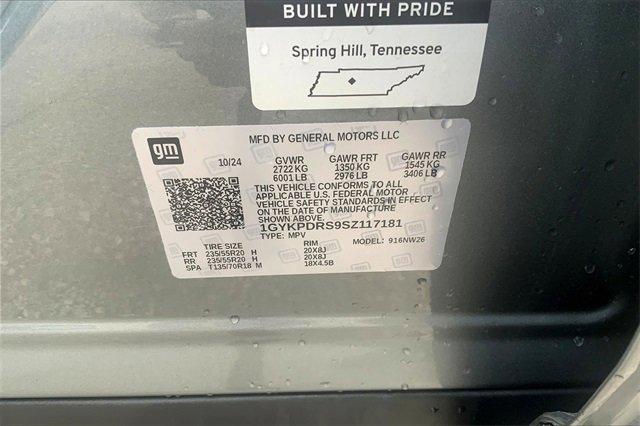 BUILT WITH PRIDE
Spring Hill, Tennessee
gm
MFD BY GENERAL MOTORS LLC
10/24 GVWR GAWR FRT GAWR RR
2722 KG 1350 KG 1545 KG
6001 LB 2976 LB 3406 LB
THIS VEHICLE CONFORMS TO ALL
APPLICABLE U.S. FEDERAL MOTOR
VEHICLE SAFETY STANDARDS IN EFFECT
ON THE DATE OF MANUFACTURE
SHOWN ABOVE.
1GYKPDRS9SZ117181
TYPE: MPV MODEL: 916NW26
TIRE SIZE RIM
FRT 235/55R20 H 20X8J
RR 235/55R20 H 20X8J
SPA T135/70R18 M 18X4.5B